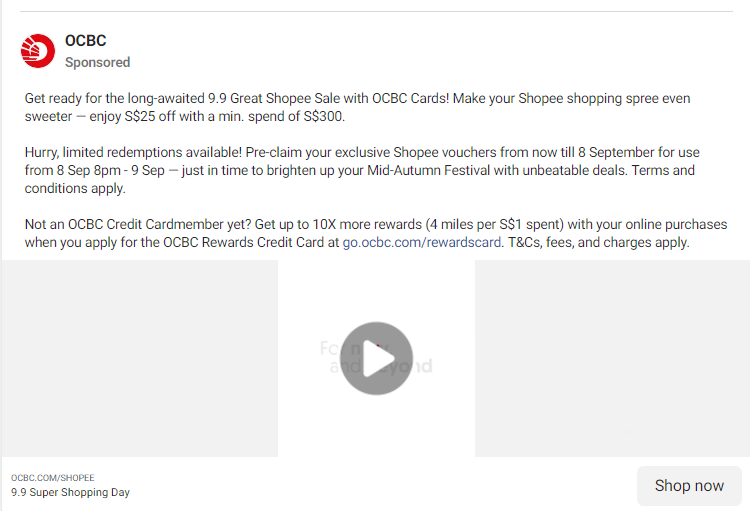 OCBC
Sponsored
Get ready for the long-awaited 9.9 Great Shopee Sale with OCBC Cards! Make your Shopee shopping spree even
sweeter — enjoy S$25 off with a min. spend of S$300.
Hurry, limited redemptions available! Pre-claim your exclusive Shopee vouchers from now till 8 September for use
from 8 Sep 8pm - 9 Sep — just in time to brighten up your Mid-Autumn Festival with unbeatable deals. Terms and
conditions apply.
Not an OCBC Credit Cardmember yet? Get up to 10X more rewards (4 miles per S$1 spent) with your online purchases
when you apply for the OCBC Rewards Credit Card at go.ocbc.com/rewardscard. T&Cs, fees, and charges apply.
OCBC.COM/SHOPEE
9.9 Super Shopping Day
Shop now